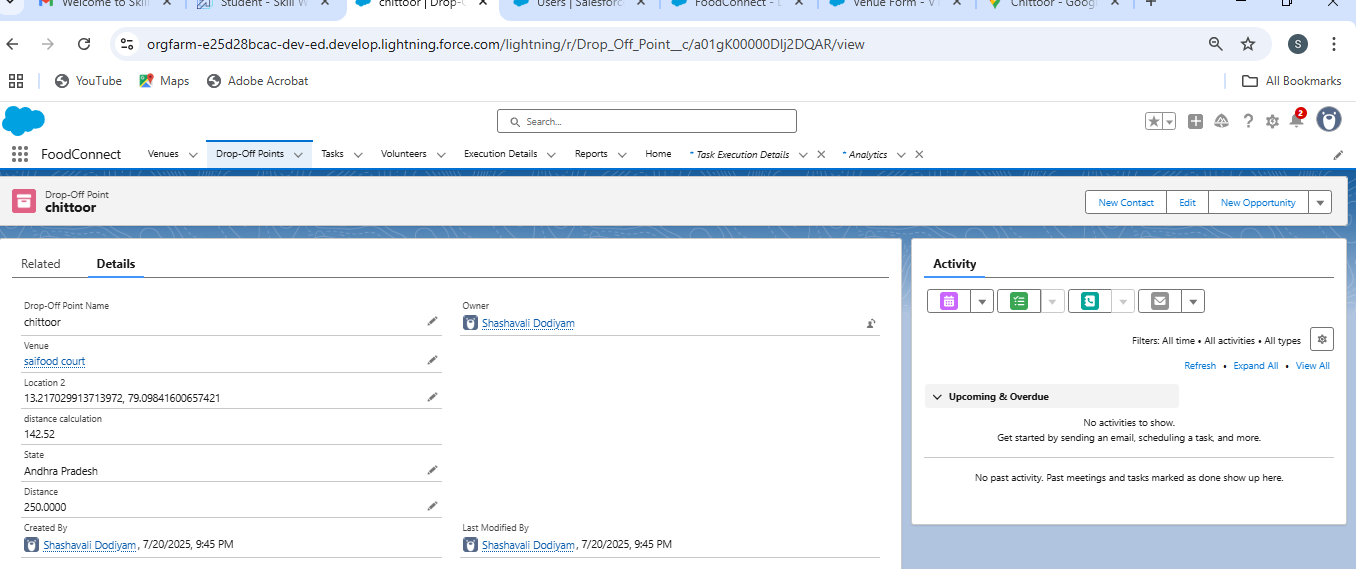 Welcome to Skil
Student - Skill W
chittoor | Drop-O
Users | Salesforc
FoodConnect - D
Venue Form - V
Chittoor - Goog
orgfarm-e25d28bcac-dev-ed.develop.lightning.force.com/lightning/r/Drop_Off_Point__c/a01gK00000DIj2DQAR/view
S
YouTube Maps Adobe Acrobat All Bookmarks
Search...
2
FoodConnect Venues Drop-Off Points Tasks Volunteers Execution Details Reports Home * Task Execution Details * Analytics
Drop-Off Point
chittoor
New Contact Edit New Opportunity
Related Details
Drop-Off Point Name
chittoor
Owner
Shashavali Dodiyam
Venue
saifood court
Location 2
13.217029913713972, 79.09841600657421
distance calculation
142.52
State
Andhra Pradesh
Distance
250.0000
Created By
Shashavali Dodiyam, 7/20/2025, 9:45 PM
Last Modified By
Shashavali Dodiyam, 7/20/2025, 9:45 PM
Activity
Filters: All time • All activities • All types
Refresh • Expand All • View All
Upcoming & Overdue
No activities to show.
Get started by sending an email, scheduling a task, and more.
No past activity. Past meetings and tasks marked as done show up here.